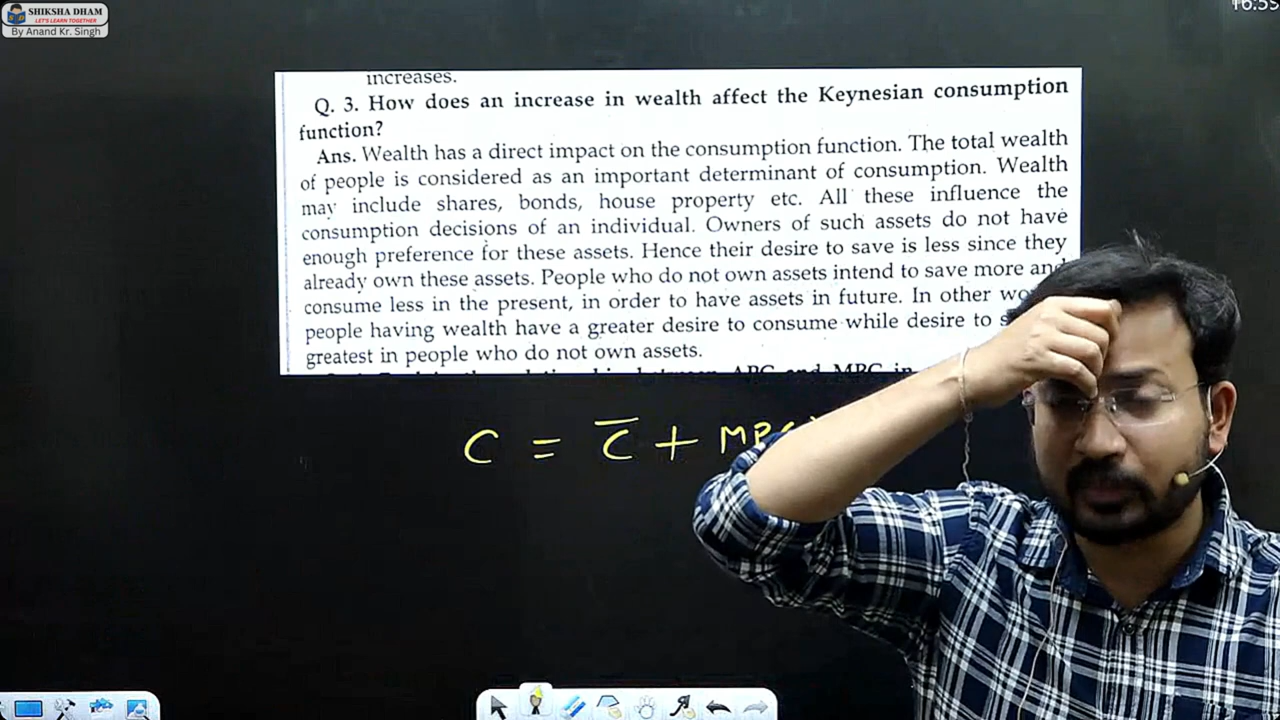 SHIKSHA DHAM
LET'S LEARN TOGETHER
By Anand Kr. Singh
increases.
Q. 3. How does an increase in wealth affect the Keynesian consumption
function?
Ans. Wealth has a direct impact on the consumption function. The total wealth
of people is considered as an important determinant of consumption. Wealth
may include shares, bonds, house property etc. All these influence the
consumption decisions of an individual. Owners of such assets do not have
enough preference for these assets. Hence their desire to save is less since they
already own these assets. People who do not own assets intend to save more and
consume less in the present, in order to have assets in future. In other
people having wealth have a greater desire to consume while desire to
greatest in people who do not own assets.
between APC and MPC in
C = C̅ + MPC